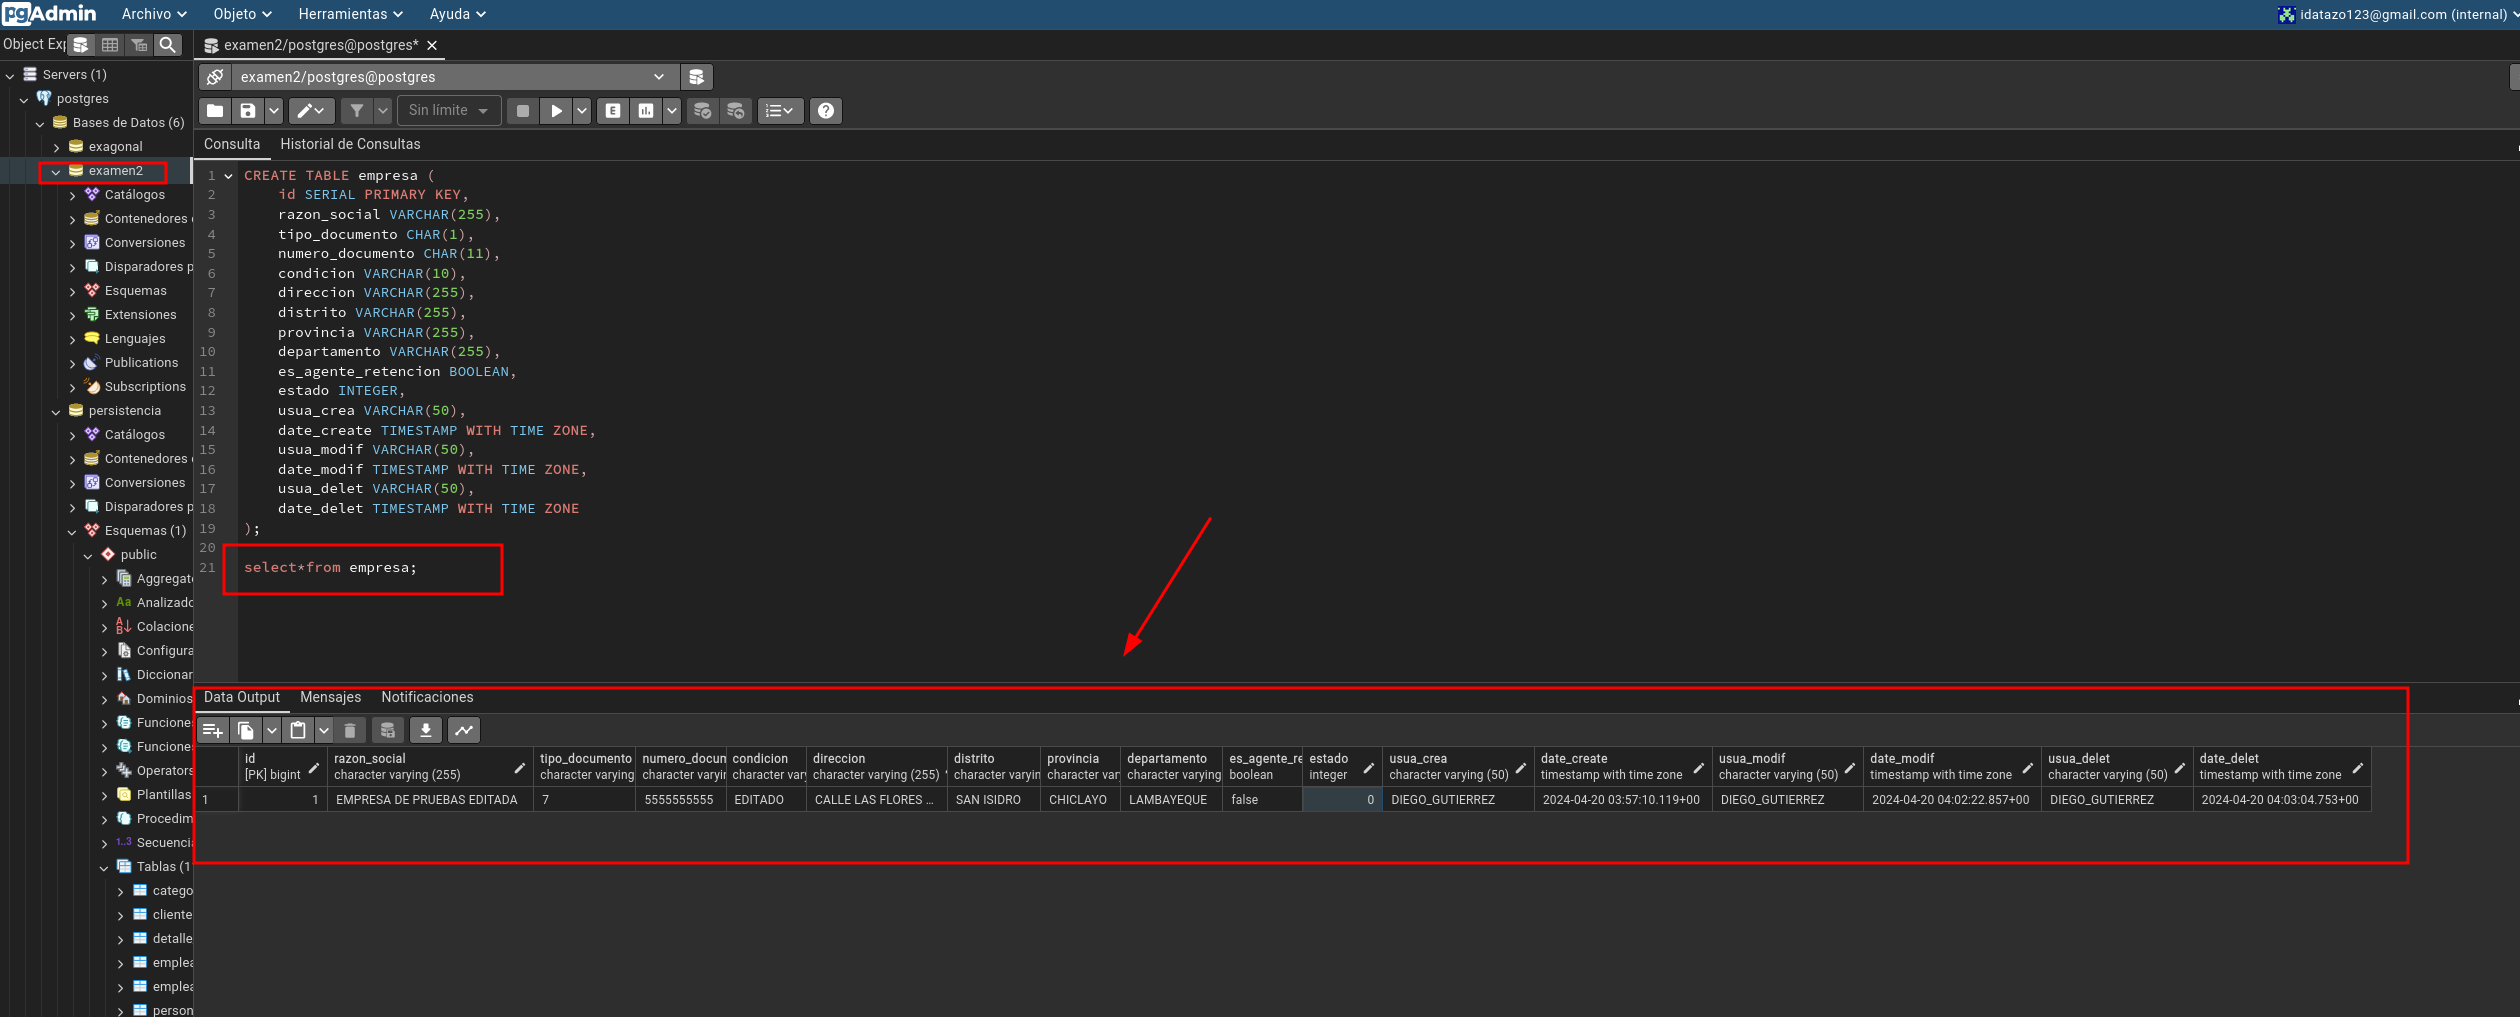 pgAdmin Archivo Objeto Herramientas Ayuda idatazo123@gmail.com (internal)
Object Exp
examen2/postgres@postgres*
Servers (1)
postgres
Bases de Datos (6)
exagonal
examen2
Catálogos
Contenedores
Conversiones
Disparadores p
Esquemas
Extensiones
Lenguajes
Publications
Subscriptions
persistencia
Catálogos
Contenedores
Conversiones
Disparadores p
Esquemas (1)
public
Aggregat
Analizado
Colacione
Configura
Diccionar
Dominios
Funcione
Funcione
Operators
Plantillas
Procedim
Secuenci
Tablas (1
catego
cliente
detalle
emplea
emplea
person
examen2/postgres@postgres
Sin límite
Consulta Historial de Consultas
1 CREATE TABLE empresa (
2 id SERIAL PRIMARY KEY,
3 razon_social VARCHAR(255),
4 tipo_documento CHAR(1),
5 numero_documento CHAR(11),
6 condicion VARCHAR(10),
7 direccion VARCHAR(255),
8 distrito VARCHAR(255),
9 provincia VARCHAR(255),
10 departamento VARCHAR(255),
11 es_agente_retencion BOOLEAN,
12 estado INTEGER,
13 usua_crea VARCHAR(50),
14 date_create TIMESTAMP WITH TIME ZONE,
15 usua_modif VARCHAR(50),
16 date_modif TIMESTAMP WITH TIME ZONE,
17 usua_delet VARCHAR(50),
18 date_delet TIMESTAMP WITH TIME ZONE
19 );
20
21 select*from empresa;
Data Output Mensajes Notificaciones
id razon_social tipo_documento numero_docun condicion direccion distrito provincia departamento es_agente_re estado usua_crea date_create usua_modif date_modif usua_delet date_delet
[PK] bigint character varying (255) character varying character varyin character var character varying (255) character varyin character var character varying boolean integer character varying (50) timestamp with time zone character varying (50) timestamp with time zone character varying (50) timestamp with time zone
1 1 EMPRESA DE PRUEBAS EDITADA 7 5555555555 EDITADO CALLE LAS FLORES ... SAN ISIDRO CHICLAYO LAMBAYEQUE false 0 DIEGO_GUTIERREZ 2024-04-20 03:57:10.119+00 DIEGO_GUTIERREZ 2024-04-20 04:02:22.857+00 DIEGO_GUTIERREZ 2024-04-20 04:03:04.753+00